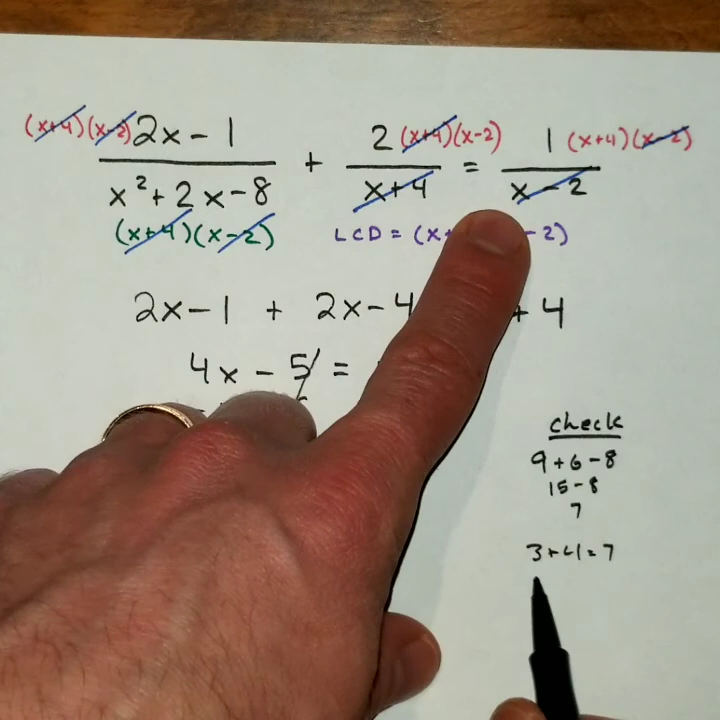 (x+4)(x-2) 2x - 1 + 2 (x+4)(x-2) = 1 (x+4)(x-2)
x² + 2x - 8 x+4 x-2
(x+4)(x-2) LCD = (x -2)
2x - 1 + 2x - 4 + 4
4x - 5 =
check
9 + 6 - 8
15 - 8
7
3+4=7